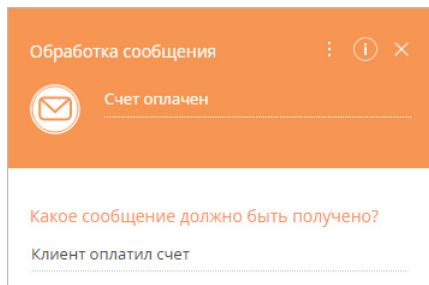 Обработка сообщения
Счет оплачен
Какое сообщение должно быть получено?
Клиент оплатил счет